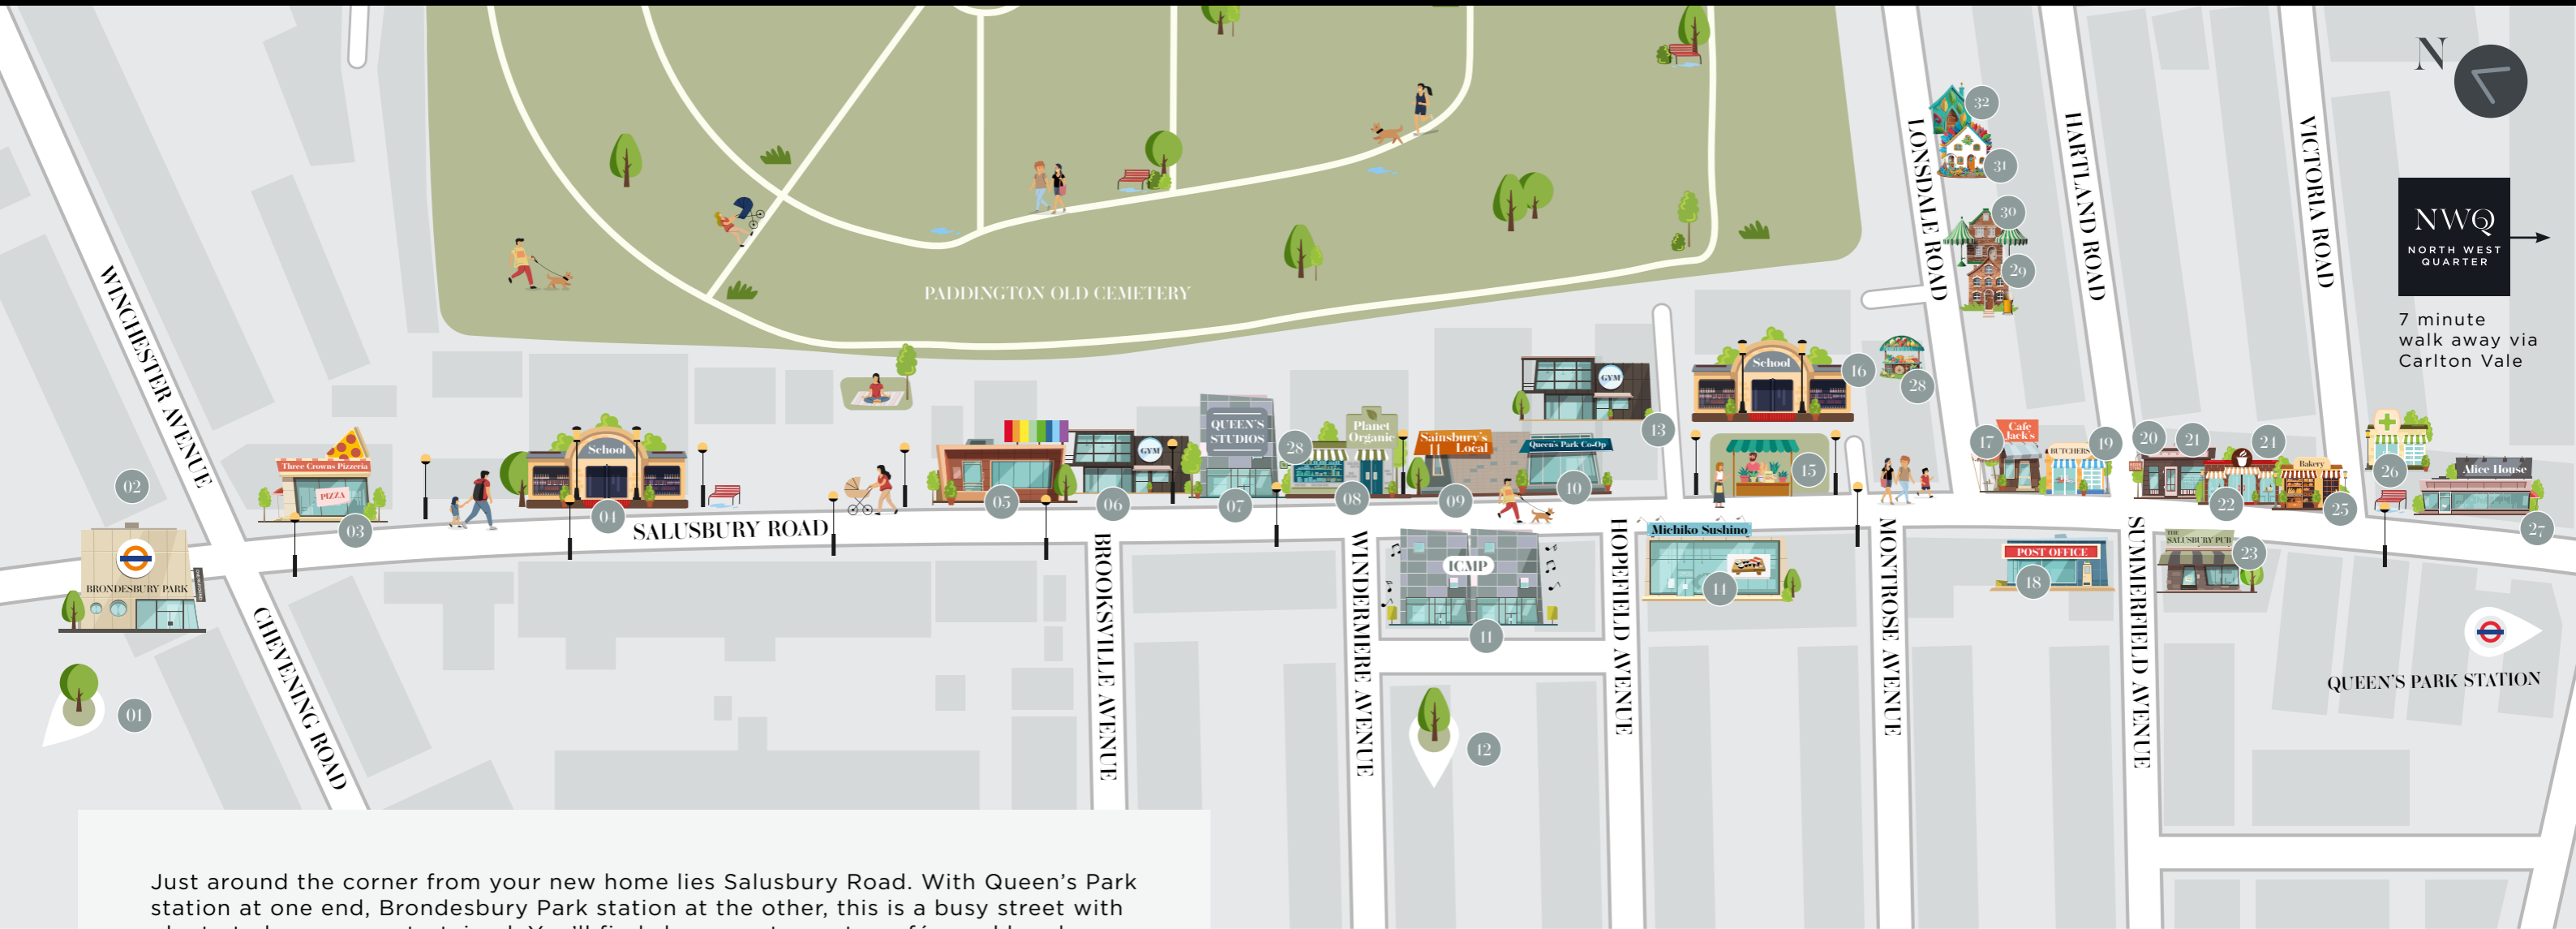 N
NWQ
NORTH WEST
QUARTER
7 minute
walk away via
Carlton Vale
WINCHESTER AVENUE
PADDINGTON OLD CEMETERY
LONSDALE ROAD
HARTLAND ROAD
VICTORIA ROAD
32
31
30
29
28
16
School
GYM
13
02
BRONDESBURY PARK
01
Three Crowns Pizzeria
PIZZA
03
School
04
SALUSBURY ROAD
05
GYM
06
QUEEN'S
STUDIOS
07
28
Planet
Organic
08
Sainsbury's
Local
09
Queen's Park Co-Op
10
15
17
Cafe
Jack's
BUTCHERS
19
20
21
22
24
Bakery
25
26
Alice House
27
CHEVENING ROAD
BROOKSVILLE AVENUE
WINDERMERE AVENUE
ICMP
11
12
HOPEFIELD AVENUE
Michiko Sushino
14
MONTROSE AVENUE
POST OFFICE
18
SUMMERFIELD AVENUE
THE
SALUSBURY PUB
23
QUEEN'S PARK STATION
Just around the corner from your new home lies Salusbury Road. With Queen's Park
station at one end, Brondesbury Park station at the other, this is a busy street with